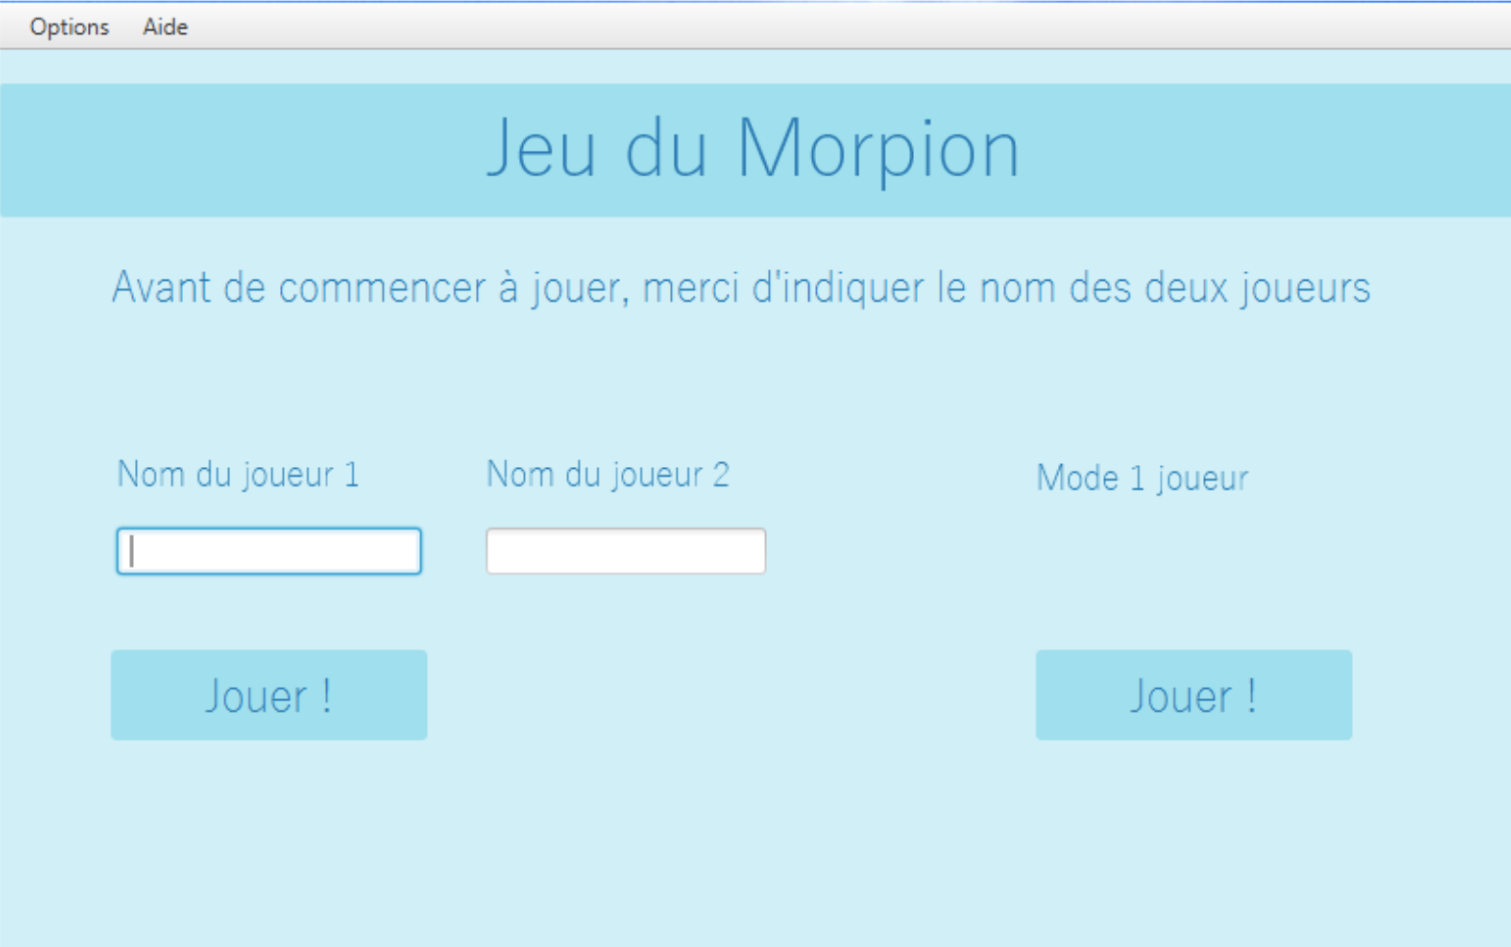 Options Aide
Jeu du Morpion
Avant de commencer à jouer, merci d'indiquer le nom des deux joueurs
Nom du joueur 1 Nom du joueur 2 Mode 1 joueur
Jouer ! Jouer !